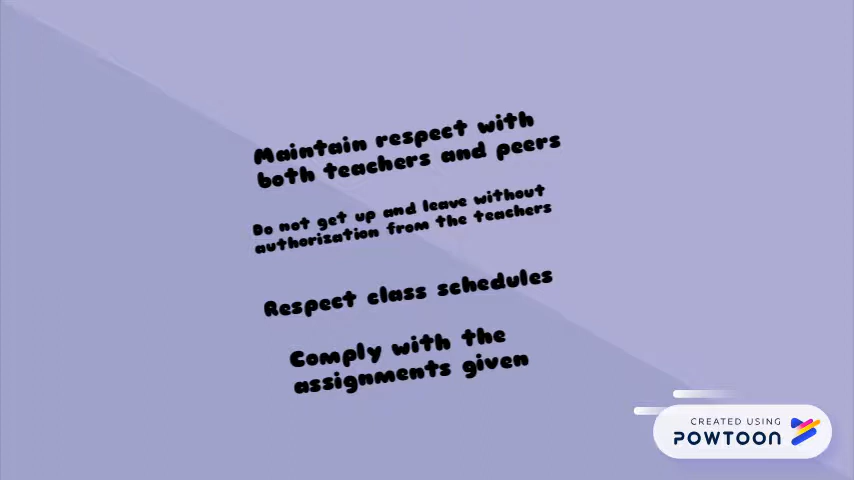 Maintain respect with
both teachers and peers
Do not get up and leave without
authorization from the teachers
Respect class schedules
Comply with the
assignments given
CREATED USING
POWTOON